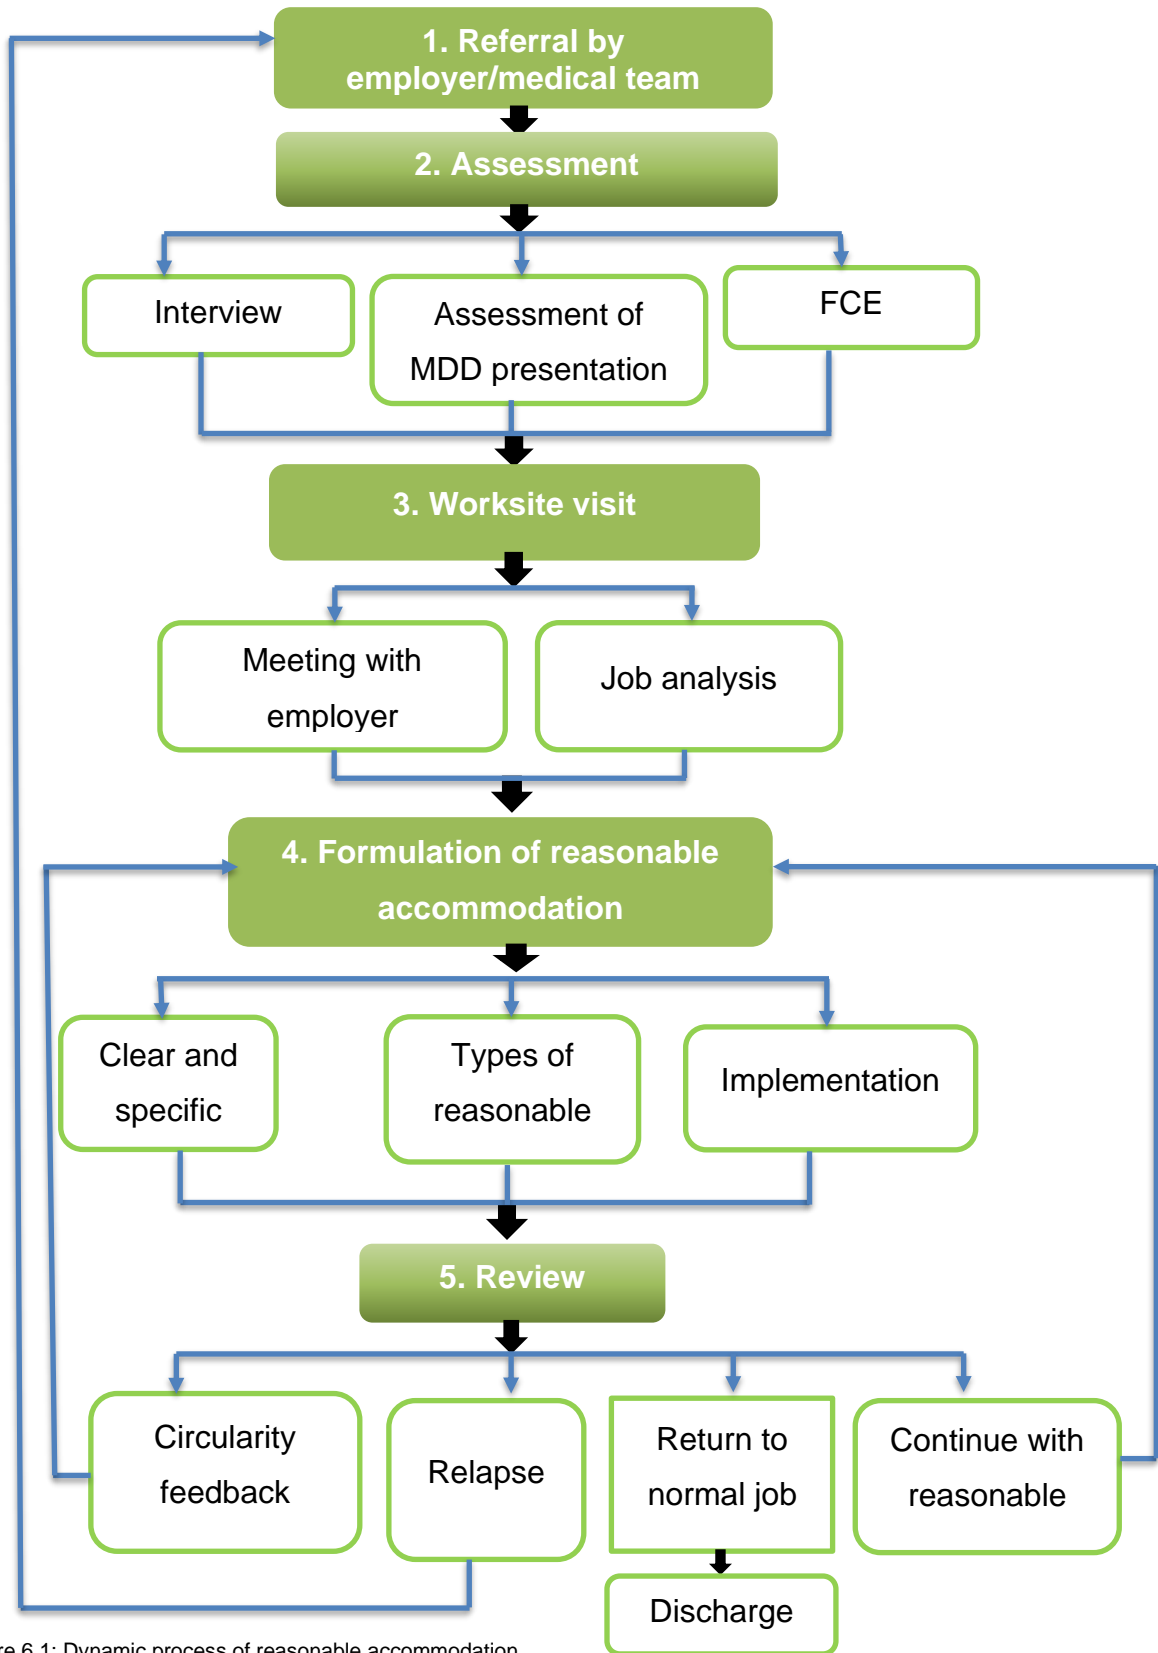 1. Referral by
employer/medical team
2. Assessment
Interview
Assessment of
MDD presentation
FCE
3. Worksite visit
Meeting with
employer
Job analysis
4. Formulation of reasonable
accommodation
Clear and
specific
Types of
reasonable
Implementation
5. Review
Circularity
feedback
Relapse
Return to
normal job
Continue with
reasonable
Discharge
re 6.1: Dynamic process of reasonable accommodation